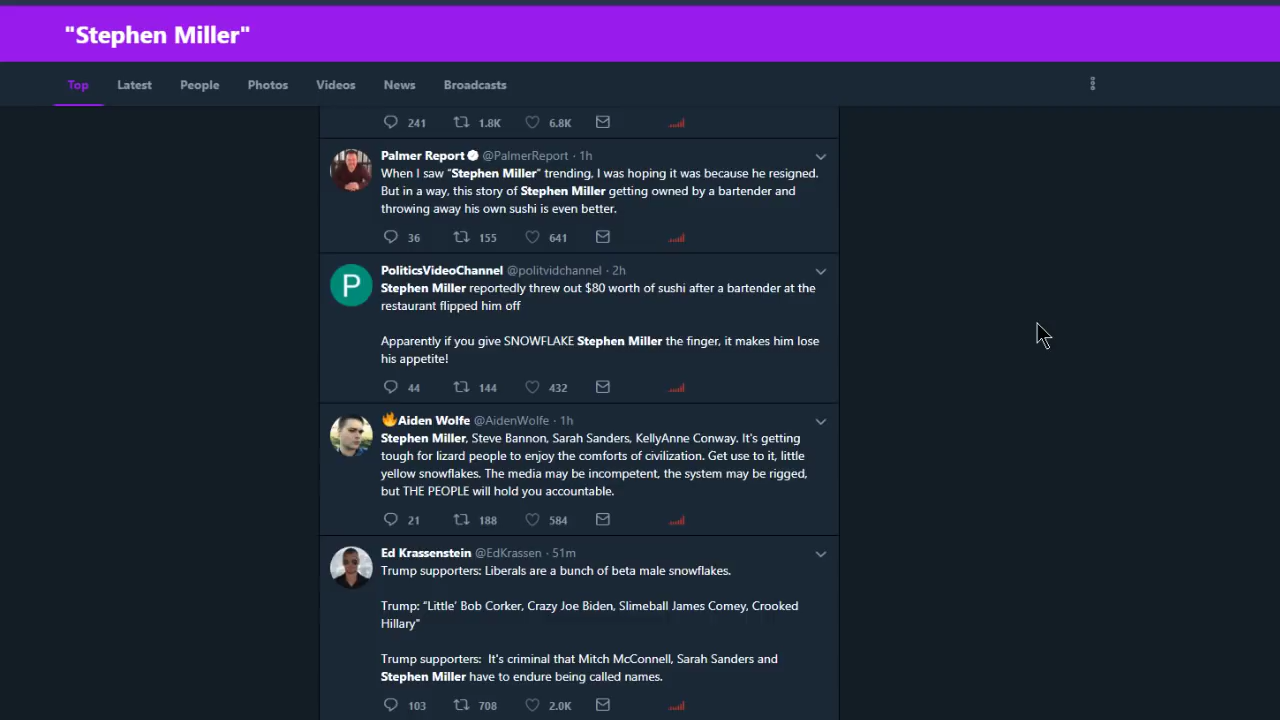 "Stephen Miller"
Top Latest People Photos Videos News Broadcasts
241 1.8K 6.8K
Palmer Report @PalmerReport · 1h
When I saw "Stephen Miller" trending, I was hoping it was because he resigned.
But in a way, this story of Stephen Miller getting owned by a bartender and
throwing away his own sushi is even better.
36 155 641
P
PoliticsVideoChannel @politvidchannel · 2h
Stephen Miller reportedly threw out $80 worth of sushi after a bartender at the
restaurant flipped him off
Apparently if you give SNOWFLAKE Stephen Miller the finger, it makes him lose
his appetite!
44 144 432
🔥Aiden Wolfe @AidenWolfe · 1h
Stephen Miller, Steve Bannon, Sarah Sanders, KellyAnne Conway. It's getting
tough for lizard people to enjoy the comforts of civilization. Get use to it, little
yellow snowflakes. The media may be incompetent, the system may be rigged,
but THE PEOPLE will hold you accountable.
21 188 584
Ed Krassenstein @EdKrassen · 51m
Trump supporters: Liberals are a bunch of beta male snowflakes.
Trump: "Little' Bob Corker, Crazy Joe Biden, Slimeball James Comey, Crooked
Hillary"
Trump supporters: It's criminal that Mitch McConnell, Sarah Sanders and
Stephen Miller have to endure being called names.
103 708 2.0K